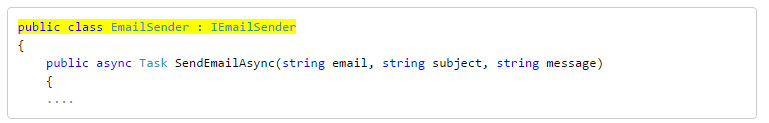 public class EmailSender : IEmailSender
{
    public async Task SendEmailAsync(string email, string subject, string message)
    {
    ....